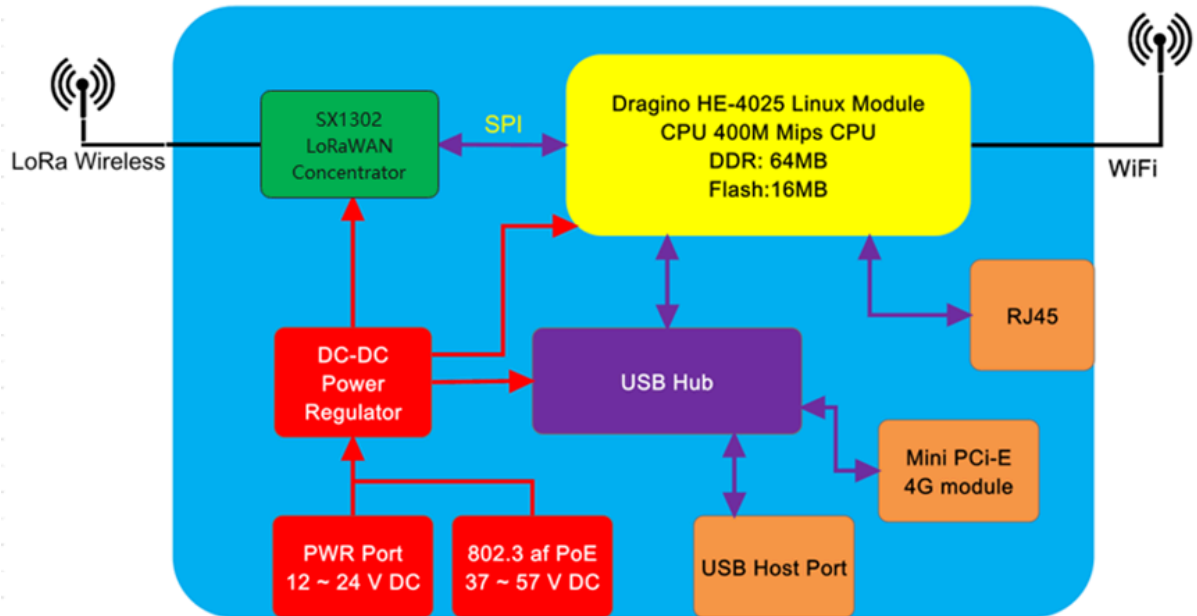 LoRa Wireless
SX1302
LoRaWAN
Concentrator
SPI
Dragino HE-4025 Linux Module
CPU 400M Mips CPU
DDR: 64MB
Flash:16MB
WiFi
RJ45
DC-DC
Power
Regulator
USB Hub
Mini PCi-E
4G module
PWR Port
12 ~ 24 V DC
802.3 af PoE
37 ~ 57 V DC
USB Host Port